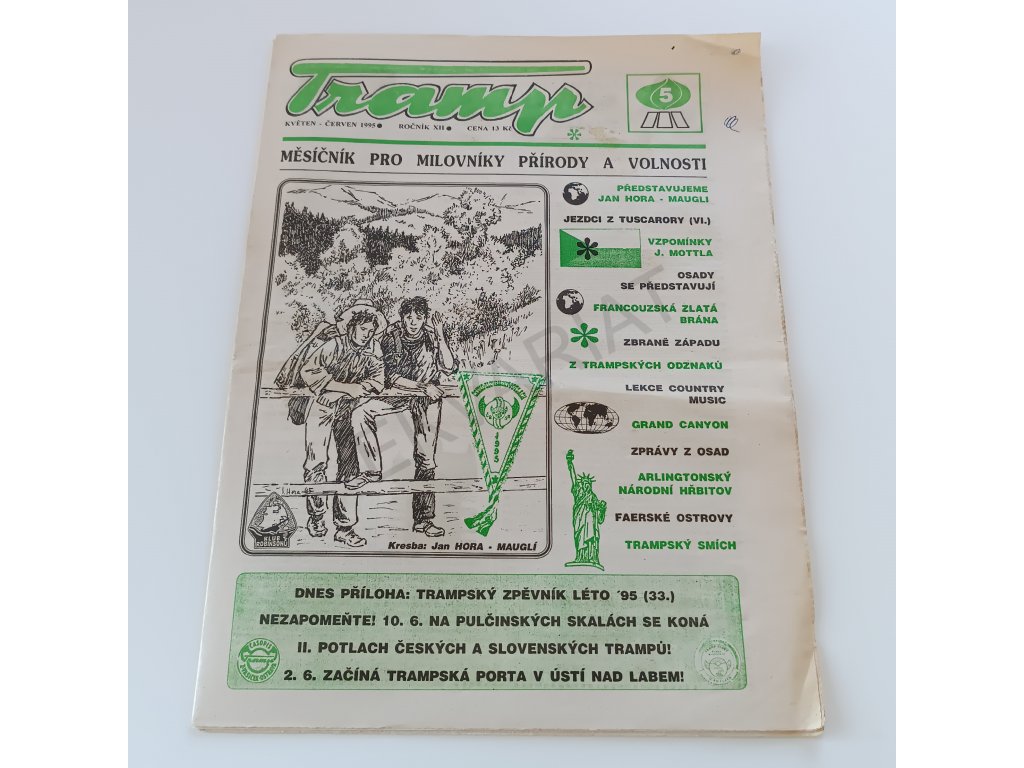 Tramp
5
KVĚTEN - ČERVEN 1995 ● ROČNÍK XII ● CENA 13 Kč
MĚSÍČNÍK PRO MILOVNÍKY PŘÍRODY A VOLNOSTI
PŘEDSTAVUJEME
JAN HORA - MAUGLI
JEZDCI Z TUSCARORY (VI.)
VZPOMÍNKY
J. MOTTLA
OSADY
SE PŘEDSTAVUJÍ
FRANCOUZSKÁ ZLATÁ
BRÁNA
ZBRANĚ ZÁPADU
Z TRAMPSKÝCH ODZNAKŮ
LEKCE COUNTRY
MUSIC
GRAND CANYON
ZPRÁVY Z OSAD
ARLINGTONSKÝ
NÁRODNÍ HŘBITOV
FAERSKÉ OSTROVY
TRAMPSKÝ SMÍCH
1995
KLUB
ROBINSONŮ
Kresba: Jan HORA - MAUGLÍ
DNES PŘÍLOHA: TRAMPSKÝ ZPĚVNÍK LÉTO ´95 (33.)
NEZAPOMEŇTE! 10. 6. NA PULČINSKÝCH SKALÁCH SE KONÁ
II. POTLACH ČESKÝCH A SLOVENSKÝCH TRAMPŮ!
2. 6. ZAČÍNÁ TRAMPSKÁ PORTA V ÚSTÍ NAD LABEM!
ČASOPIS